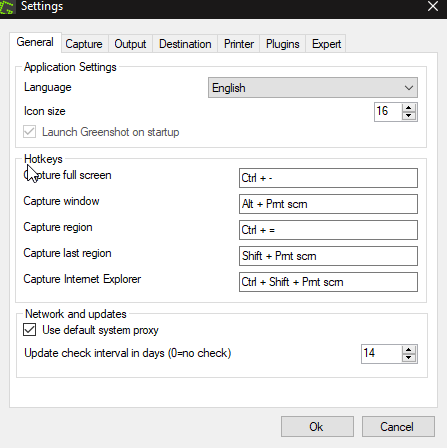 Settings
General Capture Output Destination Printer Plugins Expert
Application Settings
Language English
Icon size 16
Launch Greenshot on startup
Hotkeys
Capture full screen Ctrl + -
Capture window Alt + Prnt scrn
Capture region Ctrl + =
Capture last region Shift + Prnt scrn
Capture Internet Explorer Ctrl + Shift + Prnt scrn
Network and updates
Use default system proxy
Update check interval in days (0=no check) 14
Ok Cancel